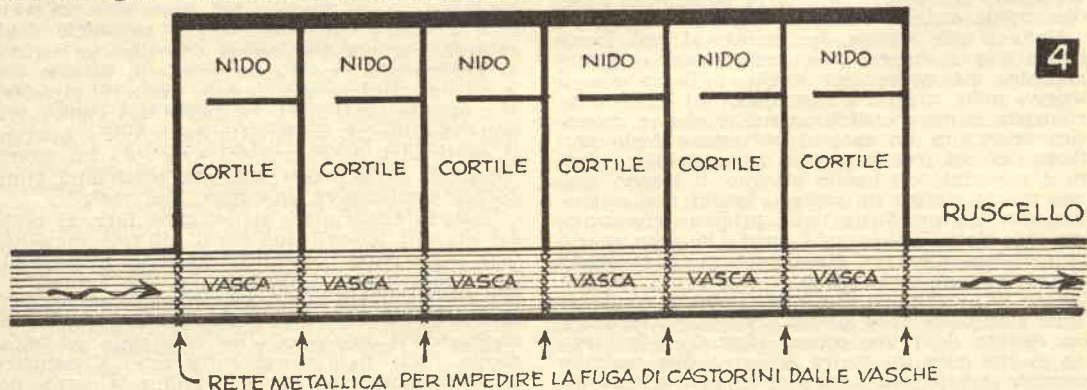 NIDO NIDO NIDO NIDO NIDO NIDO
4
CORTILE CORTILE CORTILE CORTILE CORTILE CORTILE
RUSCELLO
VASCA VASCA VASCA VASCA VASCA VASCA
RETE METALLICA PER IMPEDIRE LA FUGA DI CASTORINI DALLE VASCHE